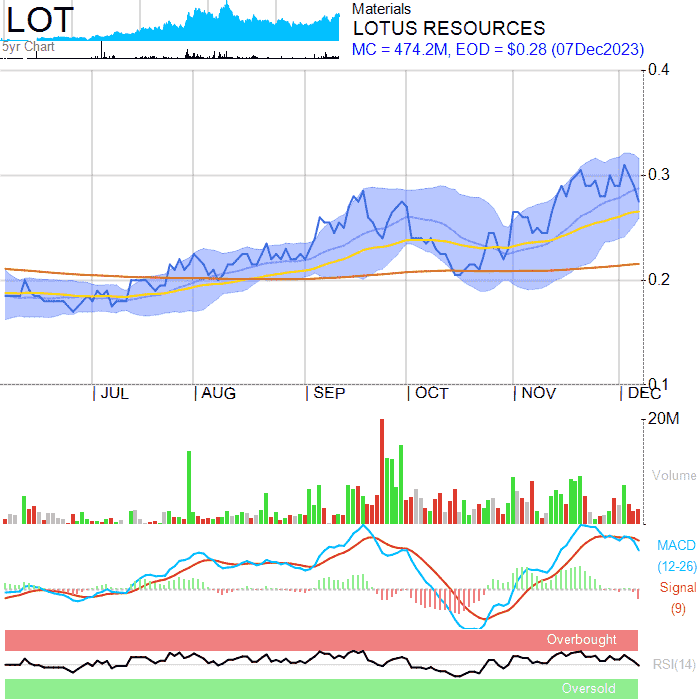 LOT
5yr Chart
Materials
LOTUS RESOURCES
MC = 474.2M, EOD = $0.28 (07Dec2023)
0.4
0.3
0.2
0.1
JUL AUG SEP OCT NOV DEC
20M
Volume
MACD
(12-26)
Signal
(9)
Overbought
RSI(14)
Oversold